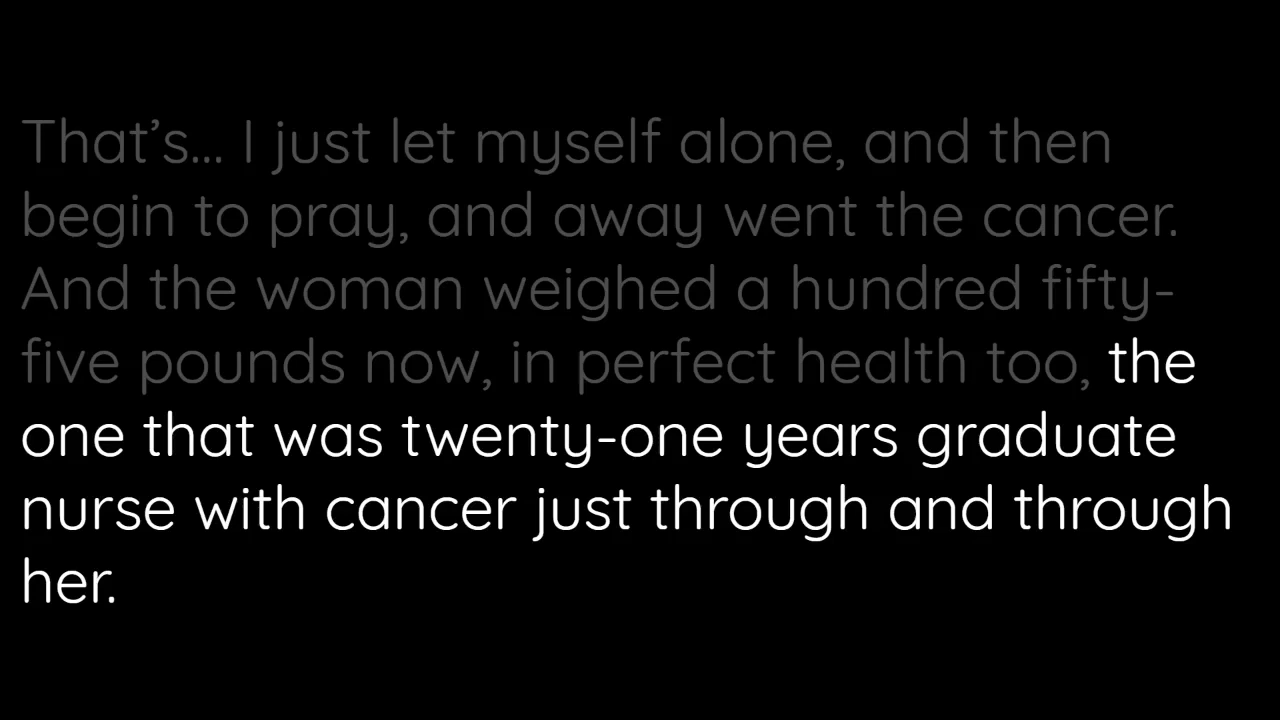 That’s... I just let myself alone, and then
begin to pray, and away went the cancer.
And the woman weighed a hundred fifty-
five pounds now, in perfect health too, the
one that was twenty-one years graduate
nurse with cancer just through and through
her.